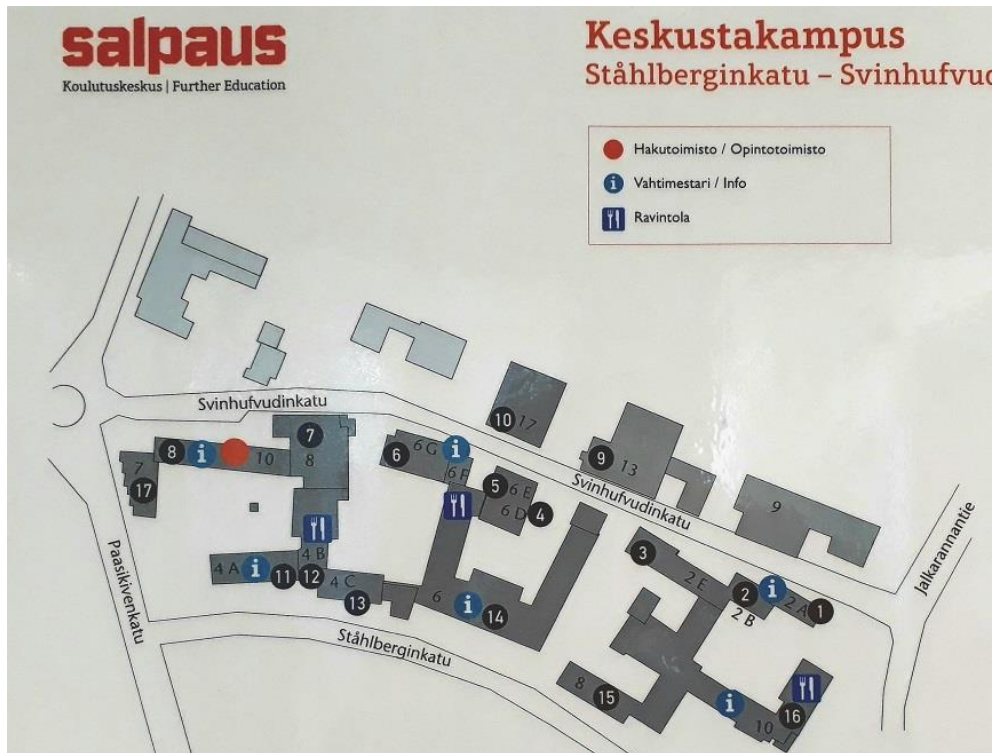 salpaus
Koulutuskeskus | Further Education
Keskustakampus
Ståhlberginkatu – Svinhufvud
Hakutoimisto / Opintotoimisto
i Vahtimestari / Info
Ravintola
Svinhufvudinkatu
10 17
7
8
8 i 10
6 6 G i
6 F
9 13
7
17
5 6 E
6 D 4
Svinhufvudinkatu
9
Jalkarannantie
Paasikivenkatu
4 A i 11
4 B
12
4 C
13
6 i 14
3
2 E
2 i
2 B
2 A 1
Ståhlberginkatu
8 15
i 10 16